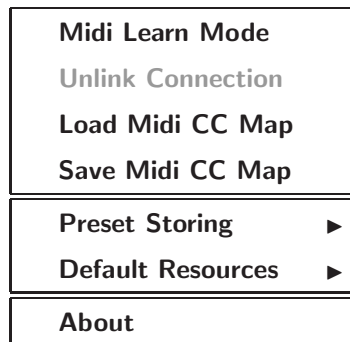 Midi Learn Mode
Unlink Connection
Load Midi CC Map
Save Midi CC Map
Preset Storing
Default Resources
About